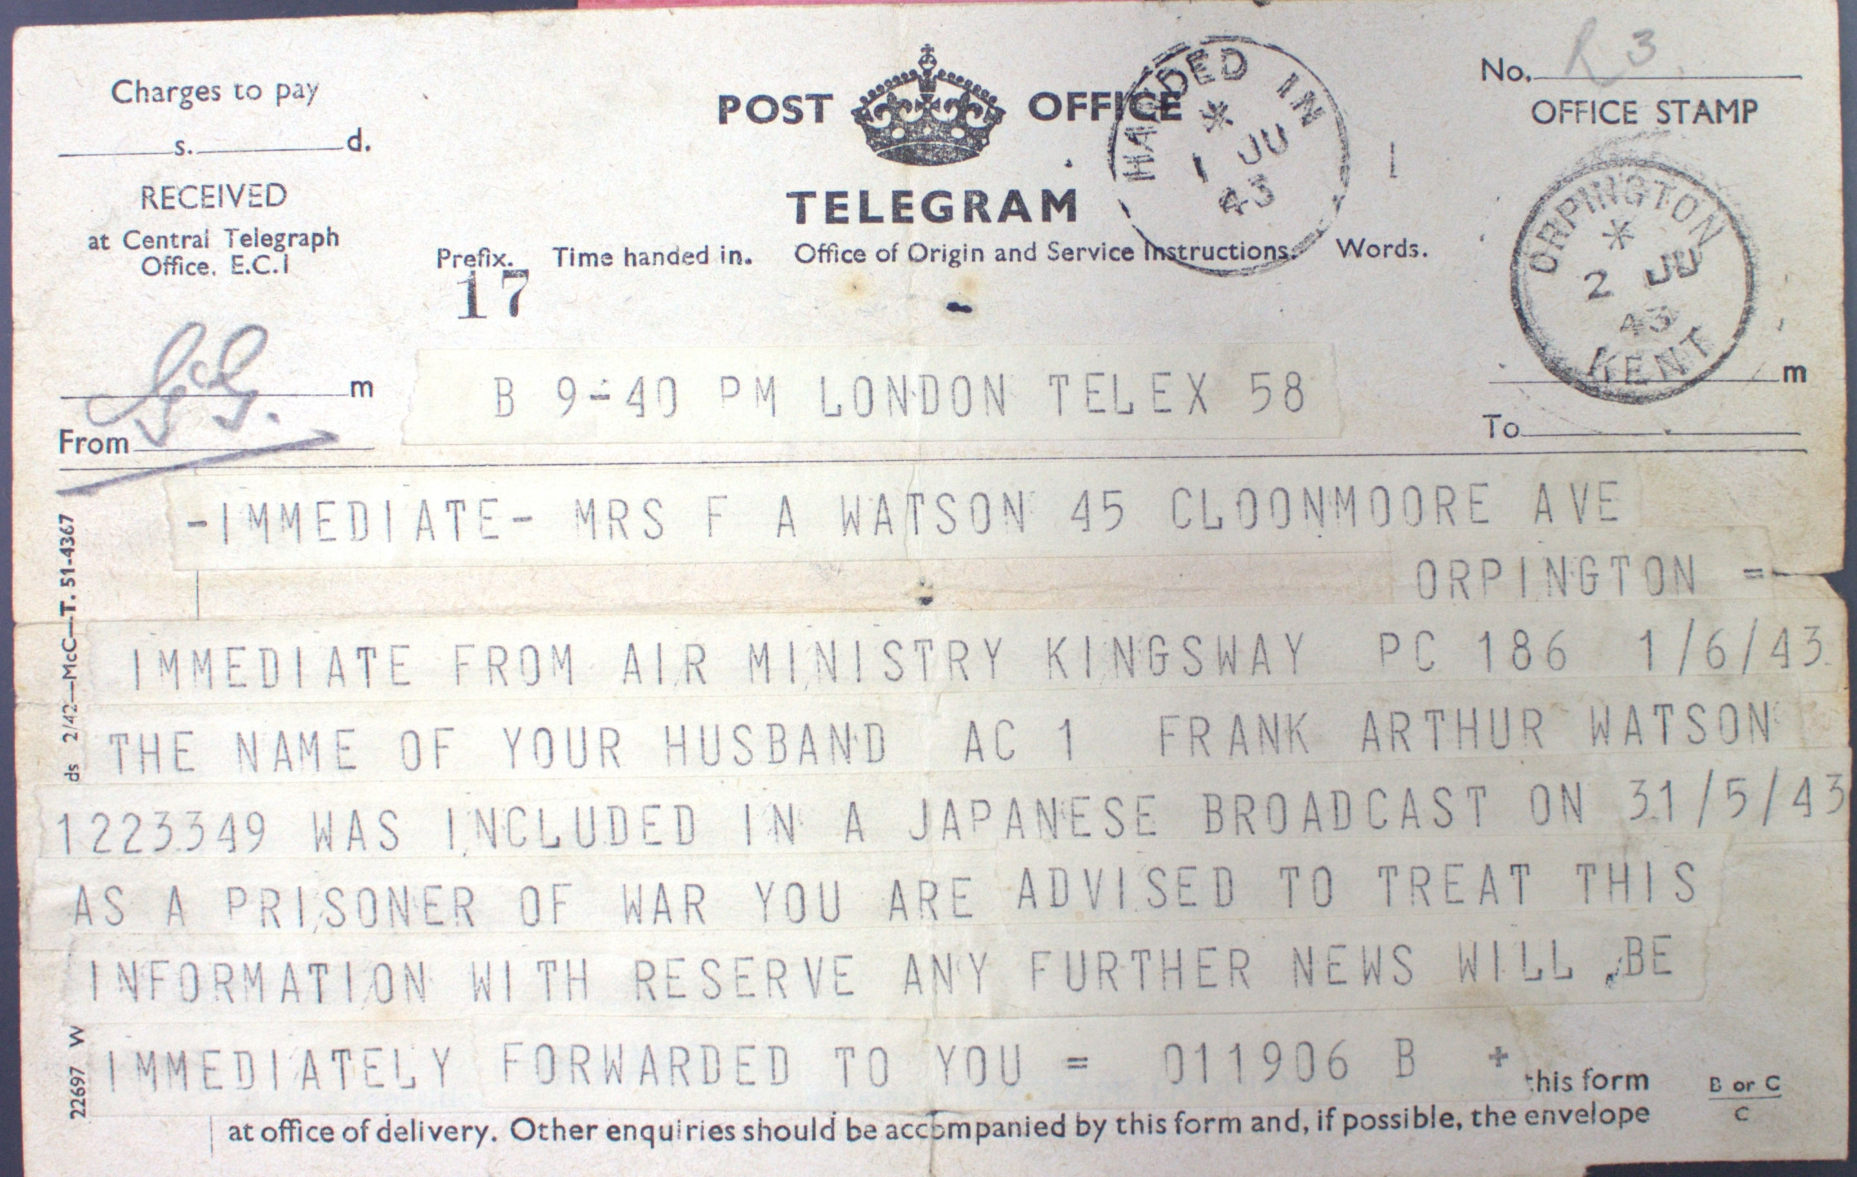 Charges to pay
s. d.
RECEIVED
at Central Telegraph
Office. E.C.1
POST OFFICE
TELEGRAM
Prefix. Time handed in. Office of Origin and Service Instructions. Words.
17
HANDED IN
1 JU
43
No. R 3
OFFICE STAMP
ORPINGTON
2 JU
43
KENT
m
From
m
To
B 9-40 PM LONDON TELEX 58
-IMMEDIATE- MRS F A WATSON 45 CLOONMOORE AVE
ORPINGTON =
IMMEDIATE FROM AIR MINISTRY KINGSWAY PC 186 1/6/43
THE NAME OF YOUR HUSBAND AC 1 FRANK ARTHUR WATSON
1223349 WAS INCLUDED IN A JAPANESE BROADCAST ON 31/5/43
AS A PRISONER OF WAR YOU ARE ADVISED TO TREAT THIS
INFORMATION WITH RESERVE ANY FURTHER NEWS WILL BE
IMMEDIATELY FORWARDED TO YOU = 011906 B +
this form
at office of delivery. Other enquiries should be accompanied by this form and, if possible, the envelope
B or C
C
22697 W
ds 2/42—McC—T. 51-4367